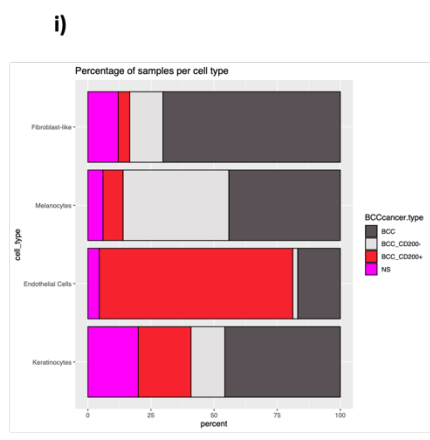 i)
Percentage of samples per cell type
Fibroblast-like
Melanocytes
Endothelial Cells
Keratinocytes
cell_type
0 25 50 75 100
percent
BCCcancer.type
BCC
BCC_CD200-
BCC_CD200+
NS